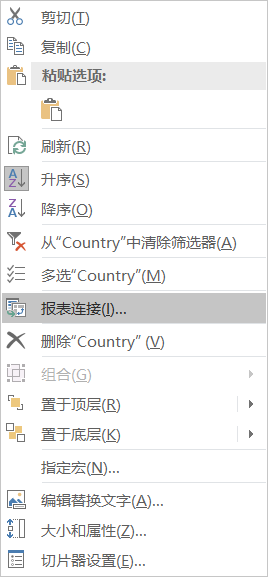 剪切(T)
复制(C)
粘贴选项:
刷新(R)
升序(S)
降序(O)
从“Country”中清除筛选器(A)
多选“Country”(M)
报表连接(I)...
删除“Country” (V)
组合(G)
置于顶层(R)
置于底层(K)
指定宏(N)...
编辑替换文字(A)...
大小和属性(Z)...
切片器设置(E)...